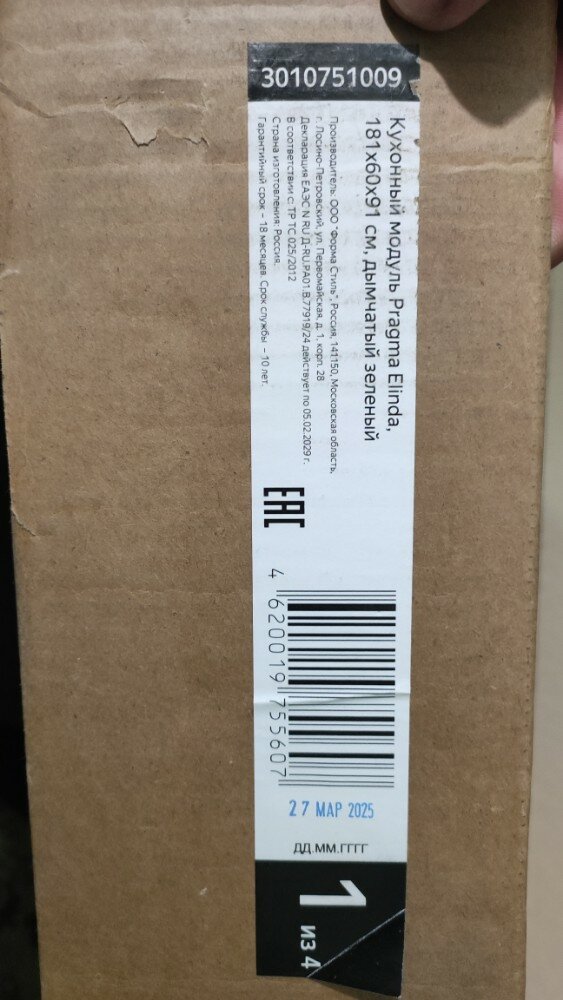 3010751009
Кухонный модуль Pragma Elinda,
181х60х91 см, дымчатый зеленый
Производитель: ООО "Форма Стиль", Россия, 141150, Московская область,
г. Лосино-Петровский, ул. Первомайская, д. 1, корп. 28
Декларация ЕАЭС N RU Д-RU.РА01.В.77919/24 действует по 05.02.2029 г.
В соответствии с: ТР ТС 025/2012
Страна изготовления: Россия.
Гарантийный срок – 18 месяцев. Срок службы – 10 лет.
EAC
4 620019 755607
27 МАР 2025
ДД.ММ.ГГГГ
1 из 4